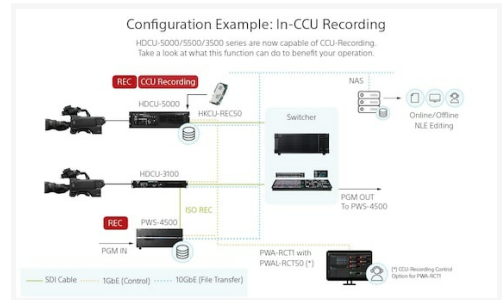 Configuration Example: In-CCU Recording
HDCU-5000/5500/3500 series are now capable of CCU-Recording.
Take a look at what this function can do to benefit your operation.
REC CCU Recording
HDCU-5000
HKCU-REC50
NAS
Switcher
Online/Offline
NLE Editing
HDCU-3100
ISO REC
REC
PWS-4500
PGM IN
PGM OUT
To PWS-4500
PWA-RCT1 with
PWAL-RCT50 (*)
(*) CCU-Recording Control
Option for PWA-RCT1
SDI Cable
1GbE (Control)
10GbE (File Transfer)